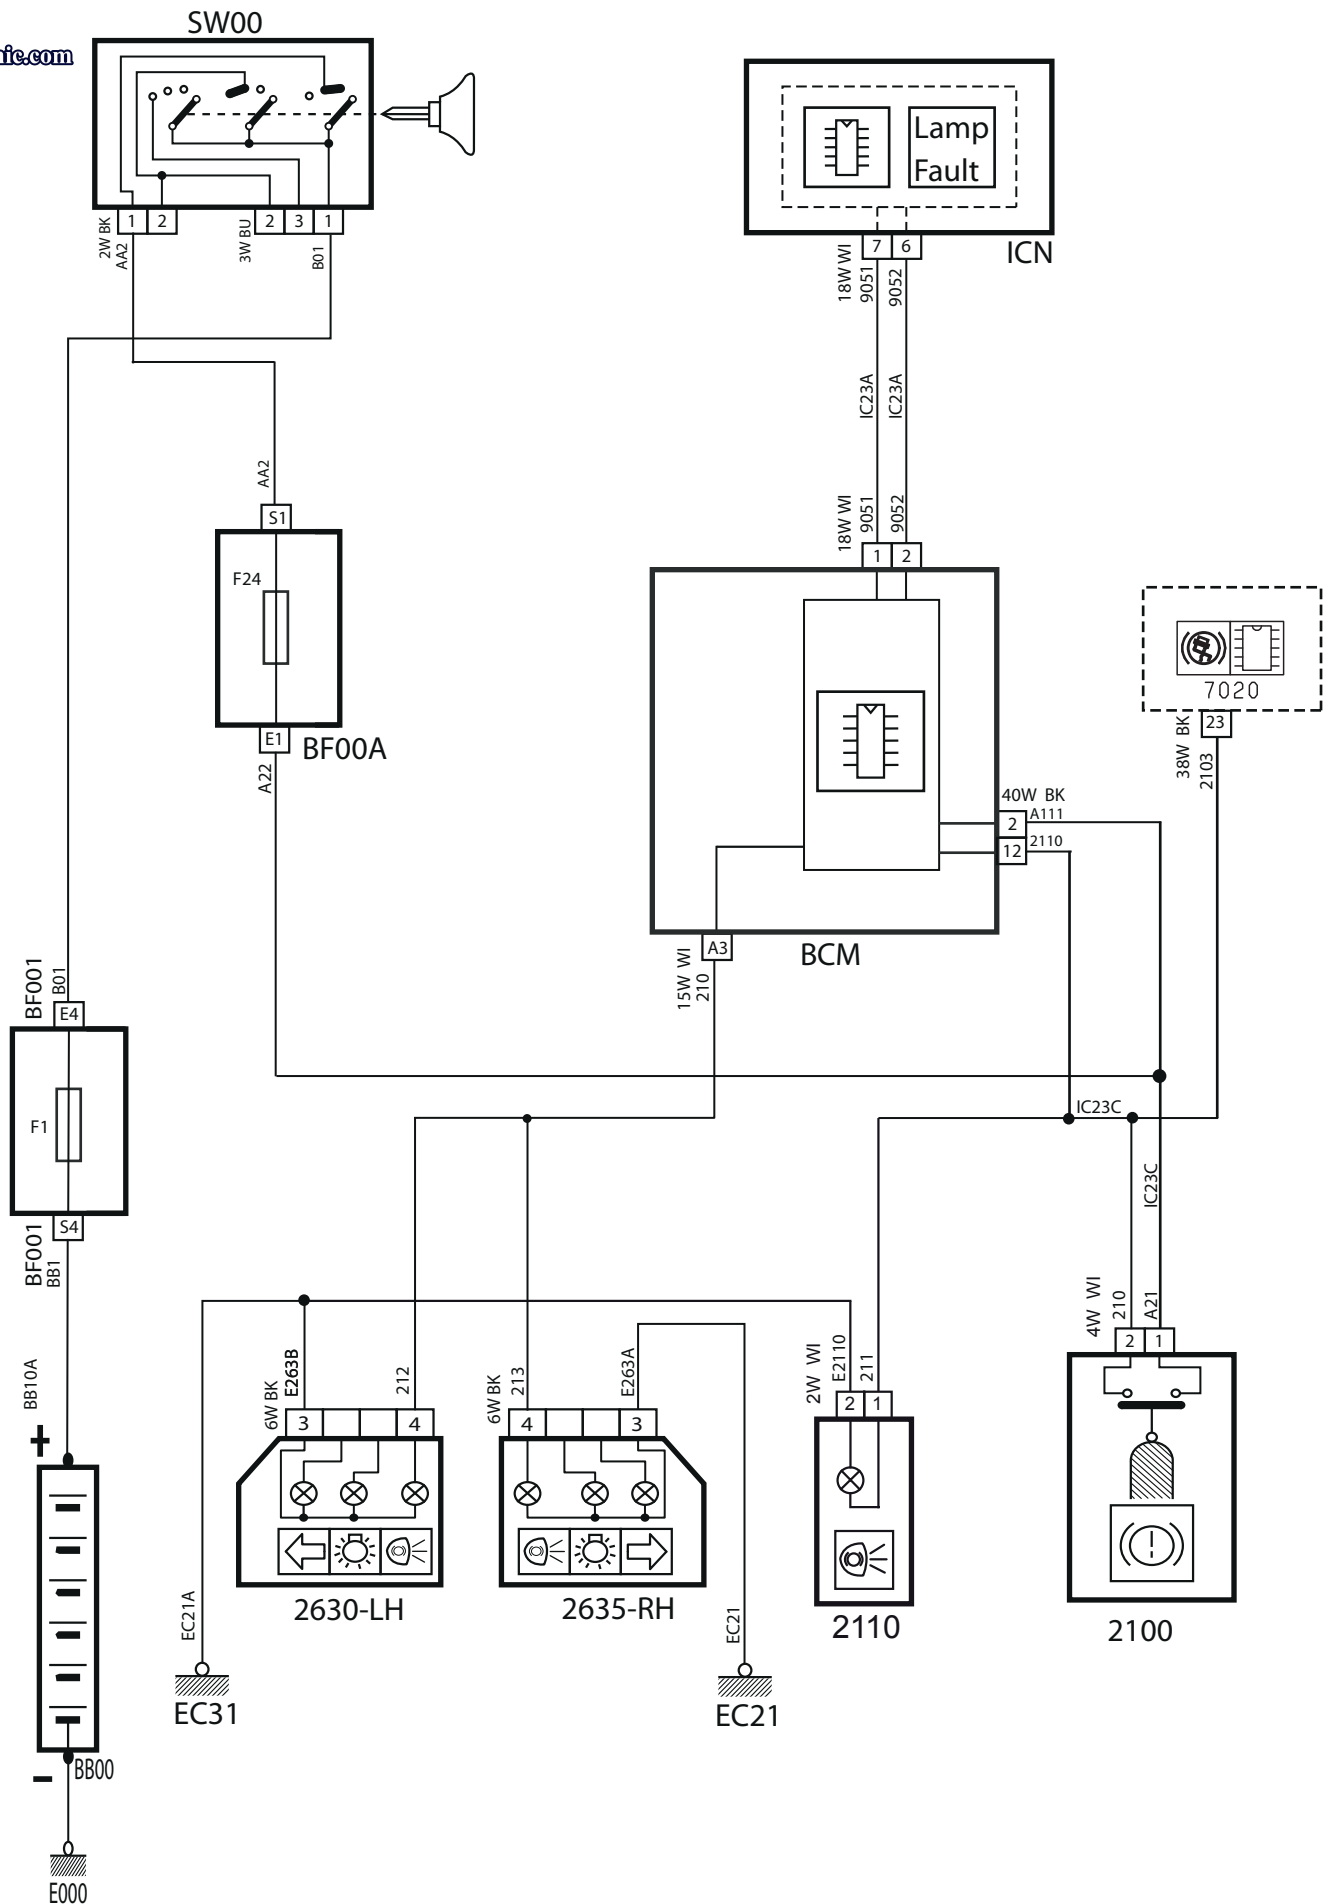 SW00
nic.com
1 2 2 3 1
2W BK
AA2
3W BU
B01
Lamp
Fault
7 6
ICN
18W WI
9051
9052
IC23A
IC23A
AA2
S1
F24
E1
BF00A
A22
18W WI
9051
9052
1 2
7020
23
38W BK
2103
40W BK
2 A111
12 2110
A3
BCM
15W WI
210
BF001
B01
E4
F1
S4
BF001
BB1
IC23C
IC23C
BB10A
+
6W BK
E263B
212
6W BK
213
E263A
2W WI
E2110
211
4W WI
210
A21
3 4
4 3
2 1
2 1
2630-LH
2635-RH
2110
2100
EC21A
EC31
EC21
EC21
-
BB00
E000